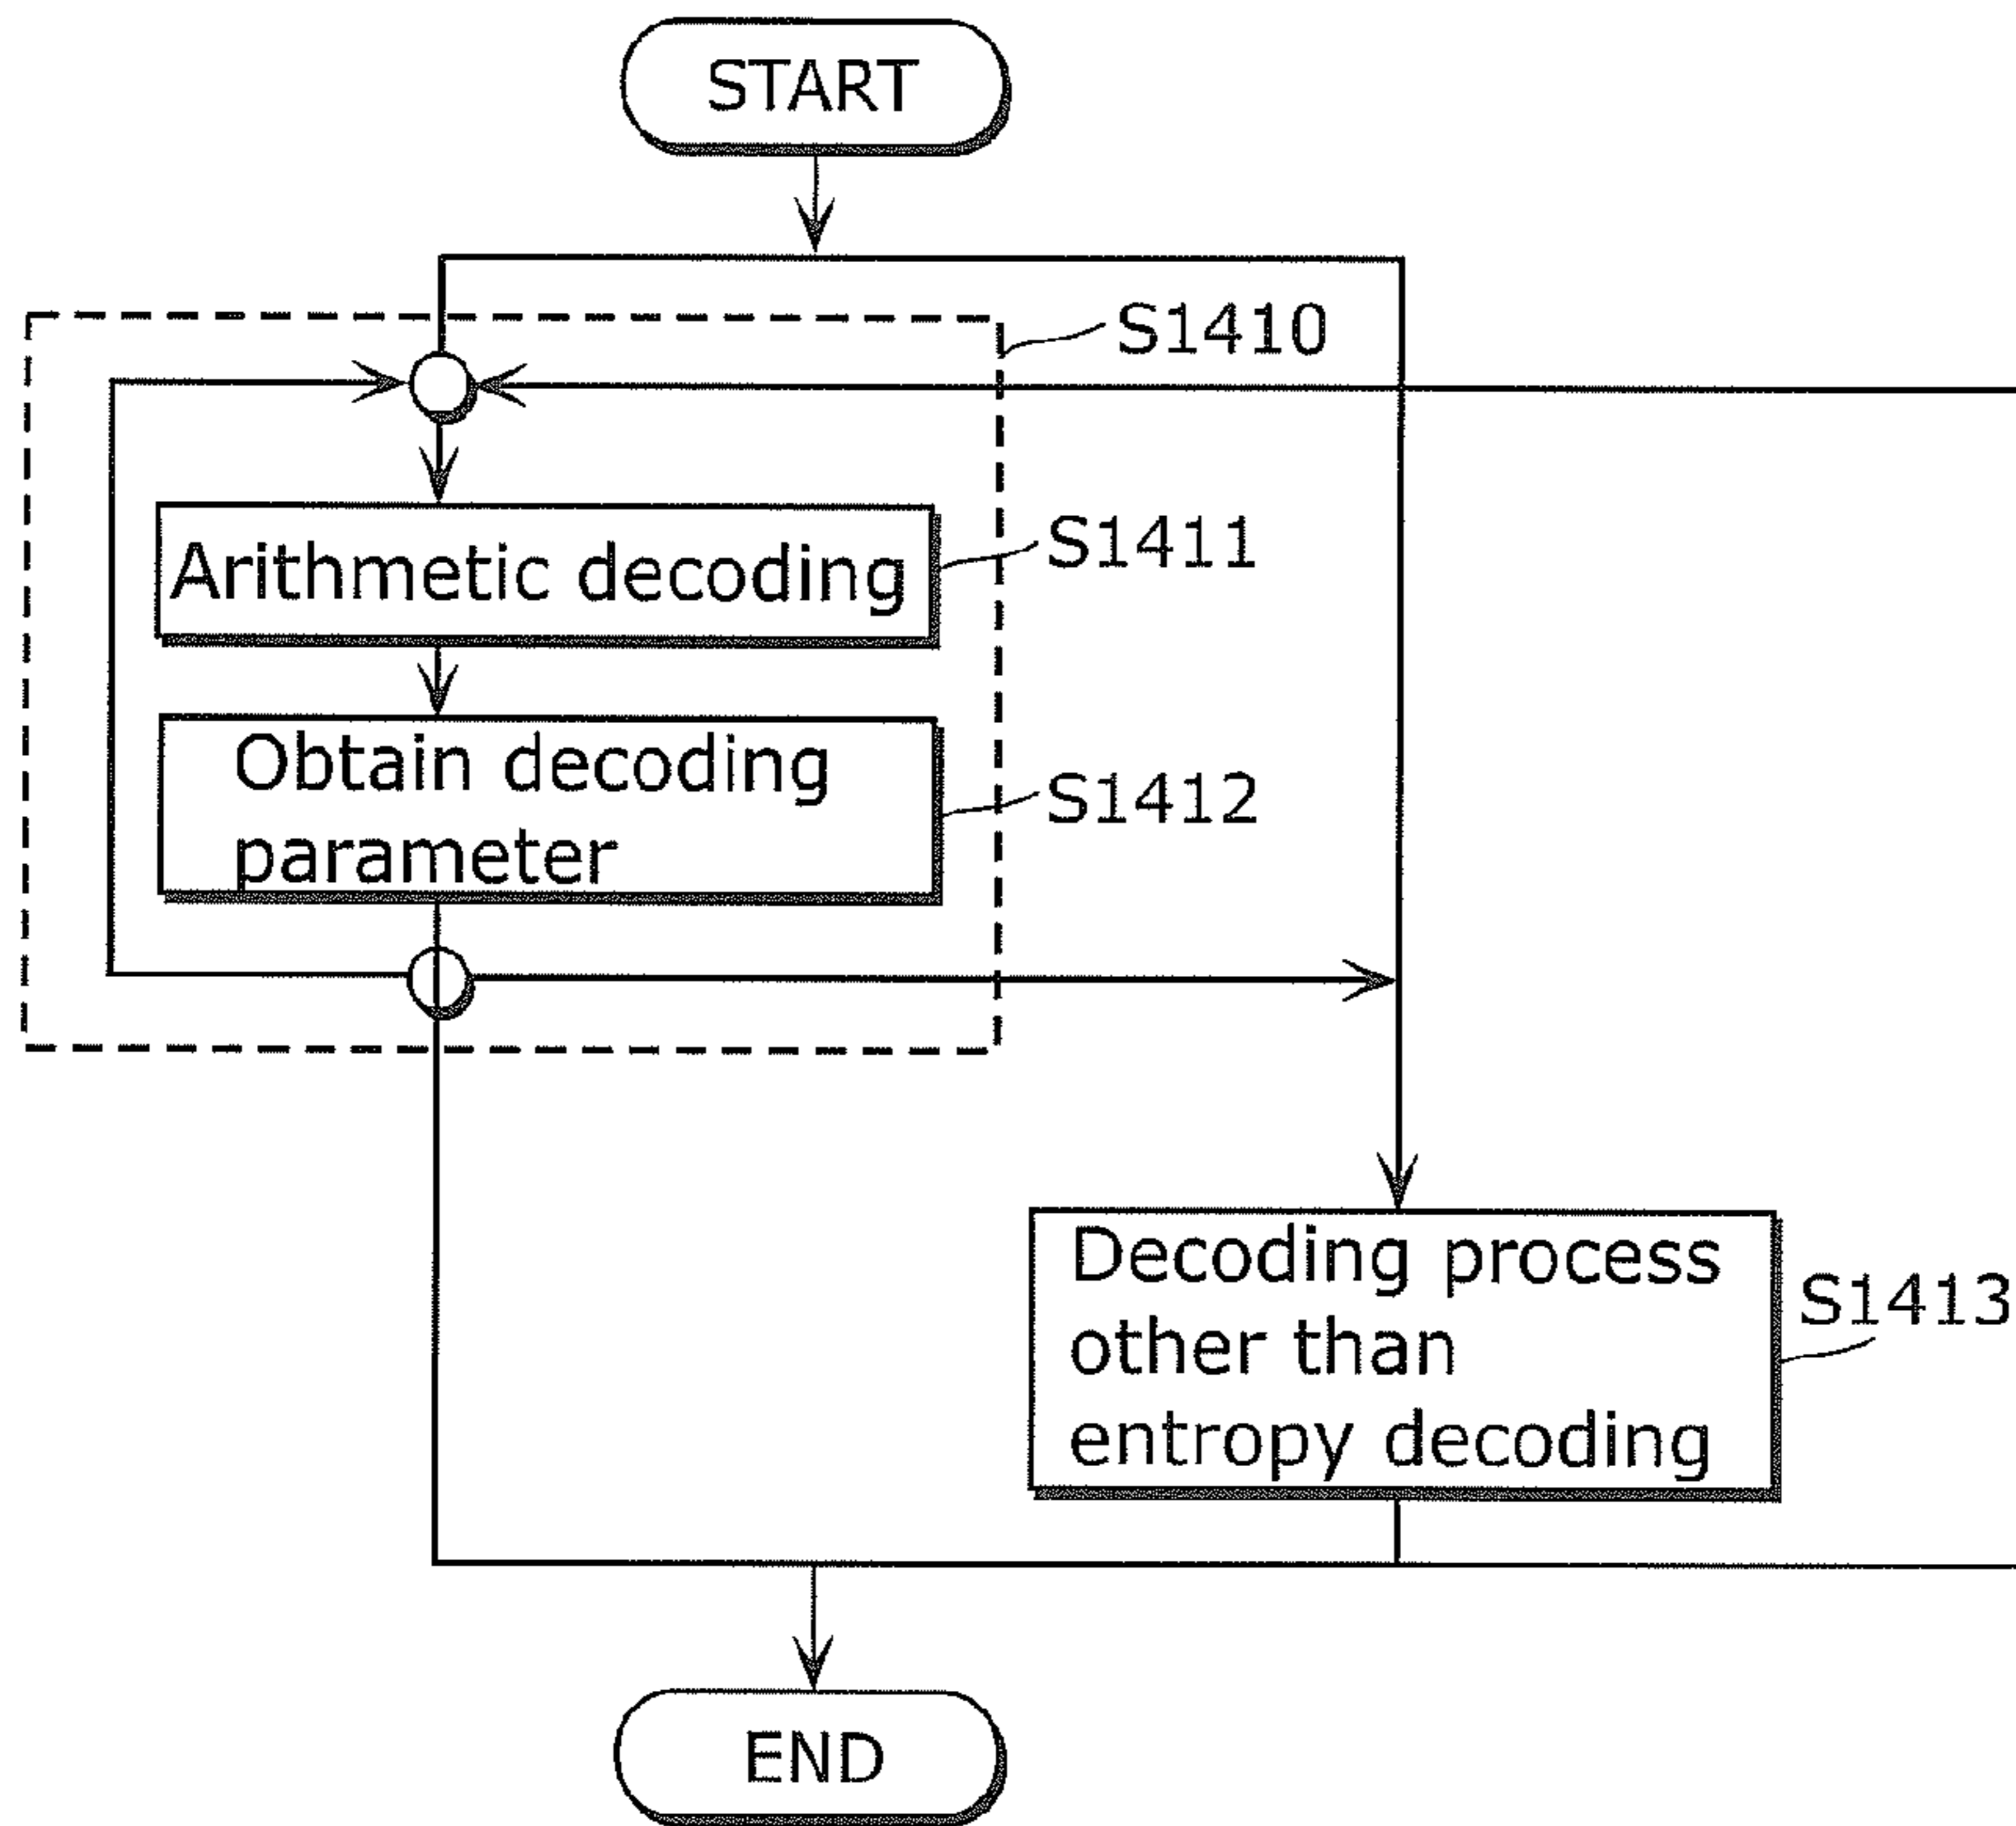 START
S1410
Arithmetic decoding
S1411
Obtain decoding
parameter
S1412
Decoding process
other than
entropy decoding
S1413
END